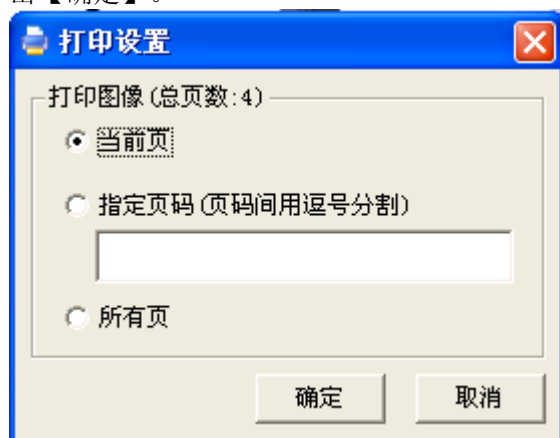 打印设置
打印图像(总页数:4)
当前页
指定页码(页码间用逗号分割)
所有页
确定
取消